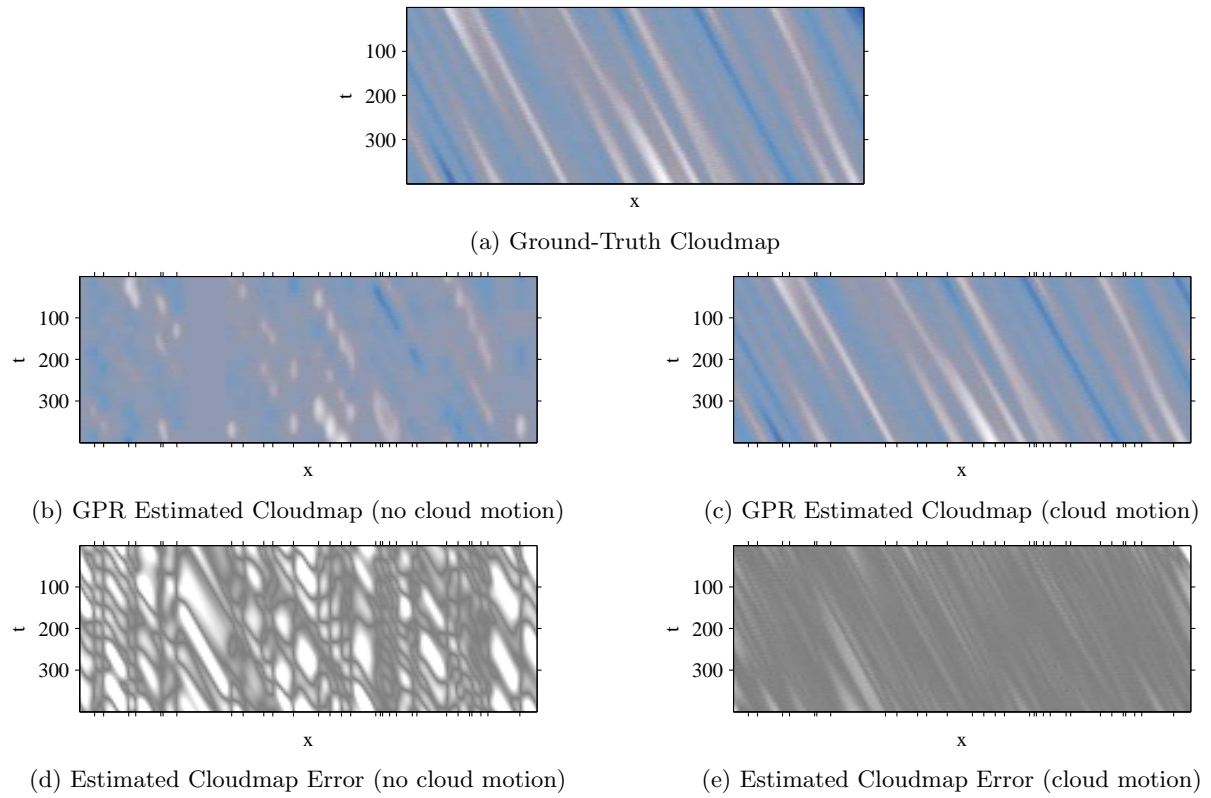 100
200
300
t
x
(a) Ground-Truth Cloudmap
100
200
300
t
x
(b) GPR Estimated Cloudmap (no cloud motion)
100
200
300
t
x
(c) GPR Estimated Cloudmap (cloud motion)
100
200
300
t
x
(d) Estimated Cloudmap Error (no cloud motion)
100
200
300
t
x
(e) Estimated Cloudmap Error (cloud motion)